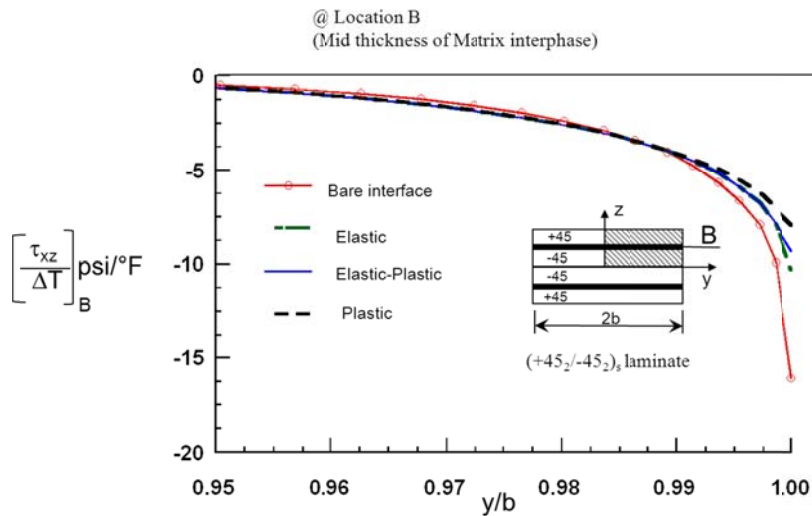 @ Location B
(Mid thickness of Matrix interphase)
0
-5
-10
-15
-20
[τxz/ΔT]B psi/°F
Bare interface
Elastic
Elastic-Plastic
Plastic
z
+45
B
-45
y
-45
+45
2b
(+45₂/-45₂)s laminate
0.95
0.96
0.97
0.98
0.99
1.00
y/b